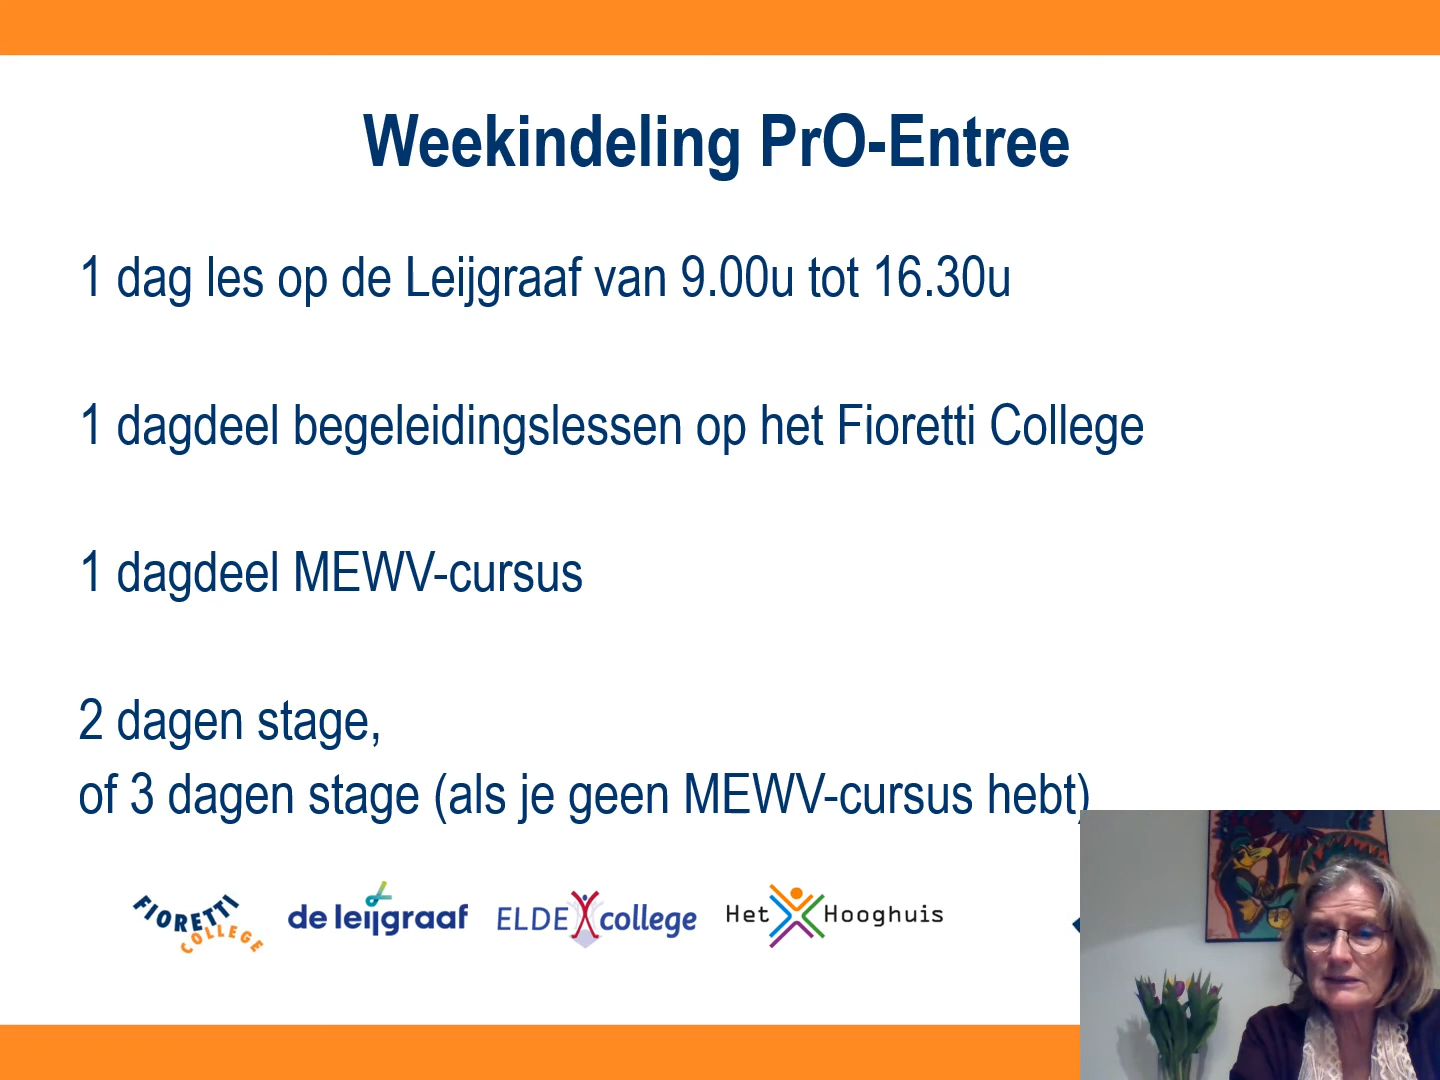 Weekindeling PrO-Entree
1 dag les op de Leijgraaf van 9.00u tot 16.30u
1 dagdeel begeleidingslessen op het Fioretti College
1 dagdeel MEWV-cursus
2 dagen stage,
of 3 dagen stage (als je geen MEWV-cursus hebt)
FIORETTI COLLEGE
de leijgraaf
ELDE college
Het Hooghuis